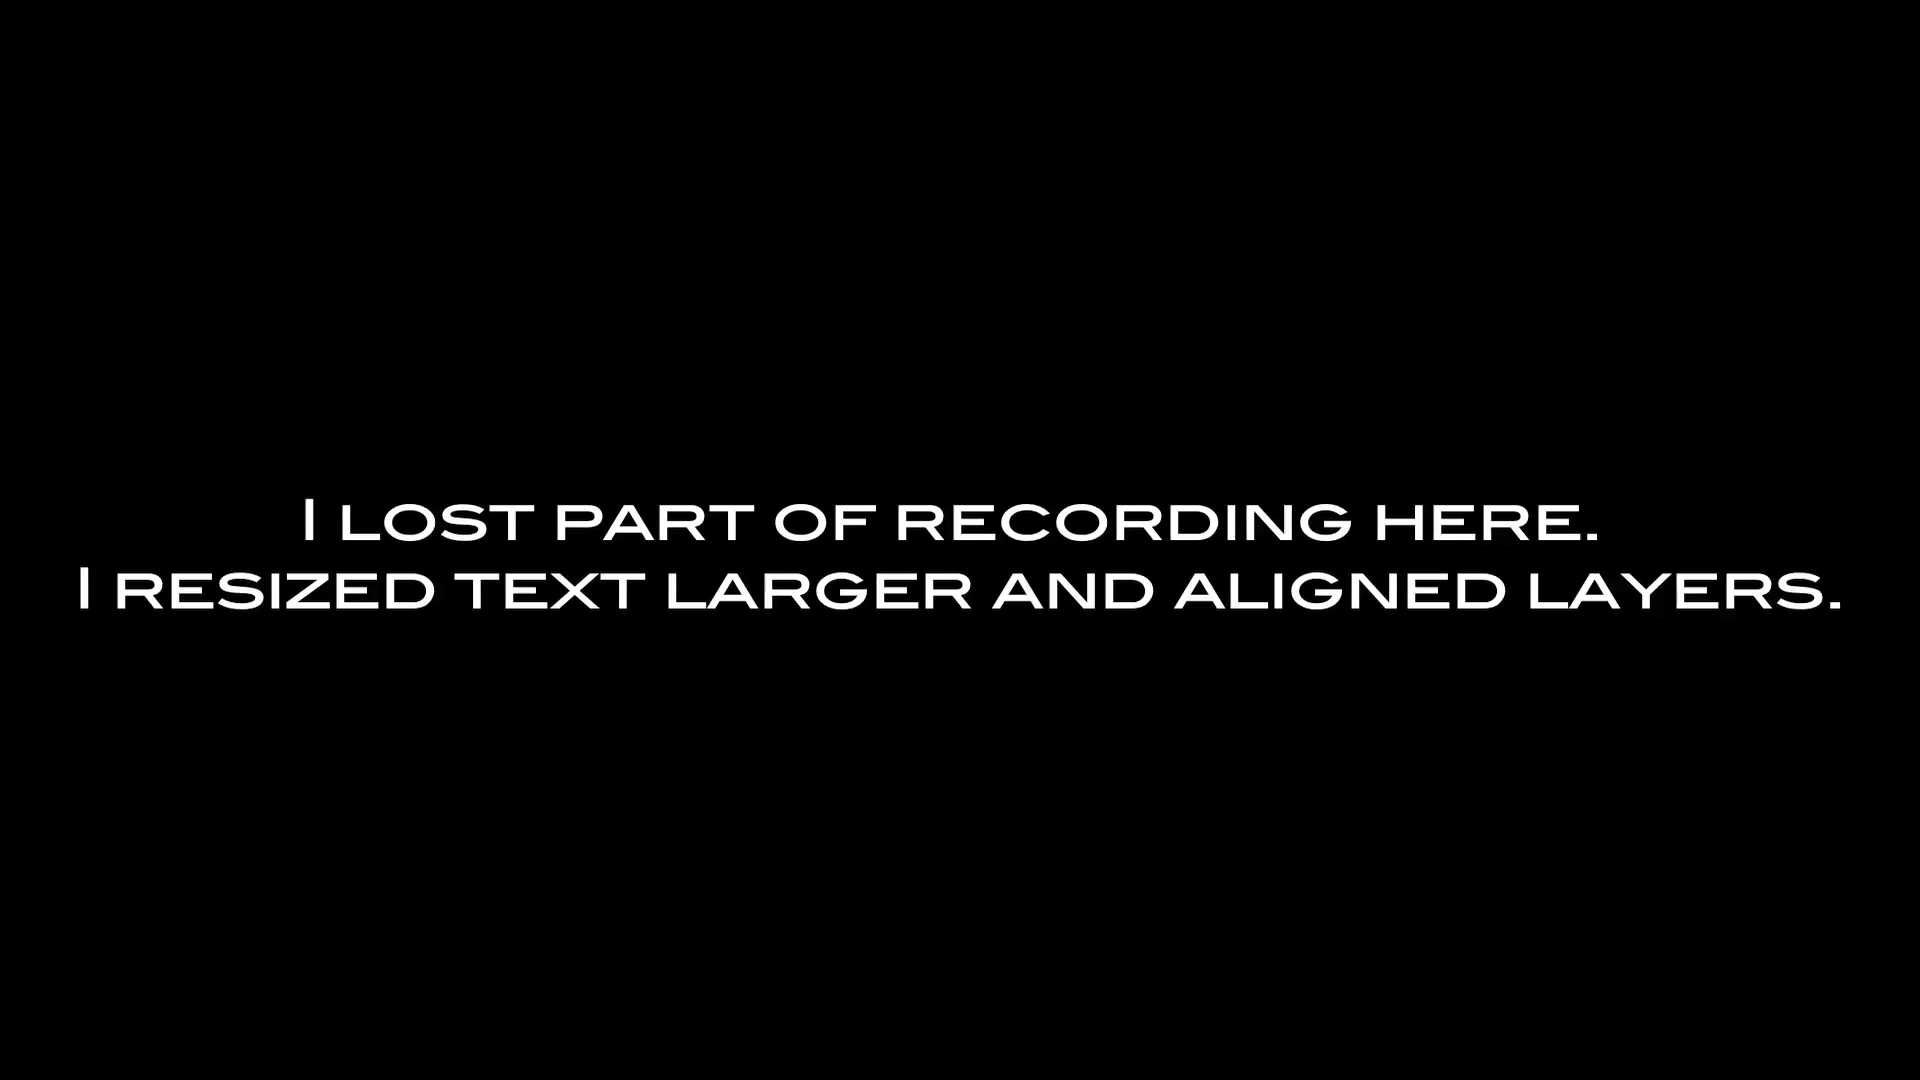 I lost part of recording here.
I resized text larger and aligned layers.